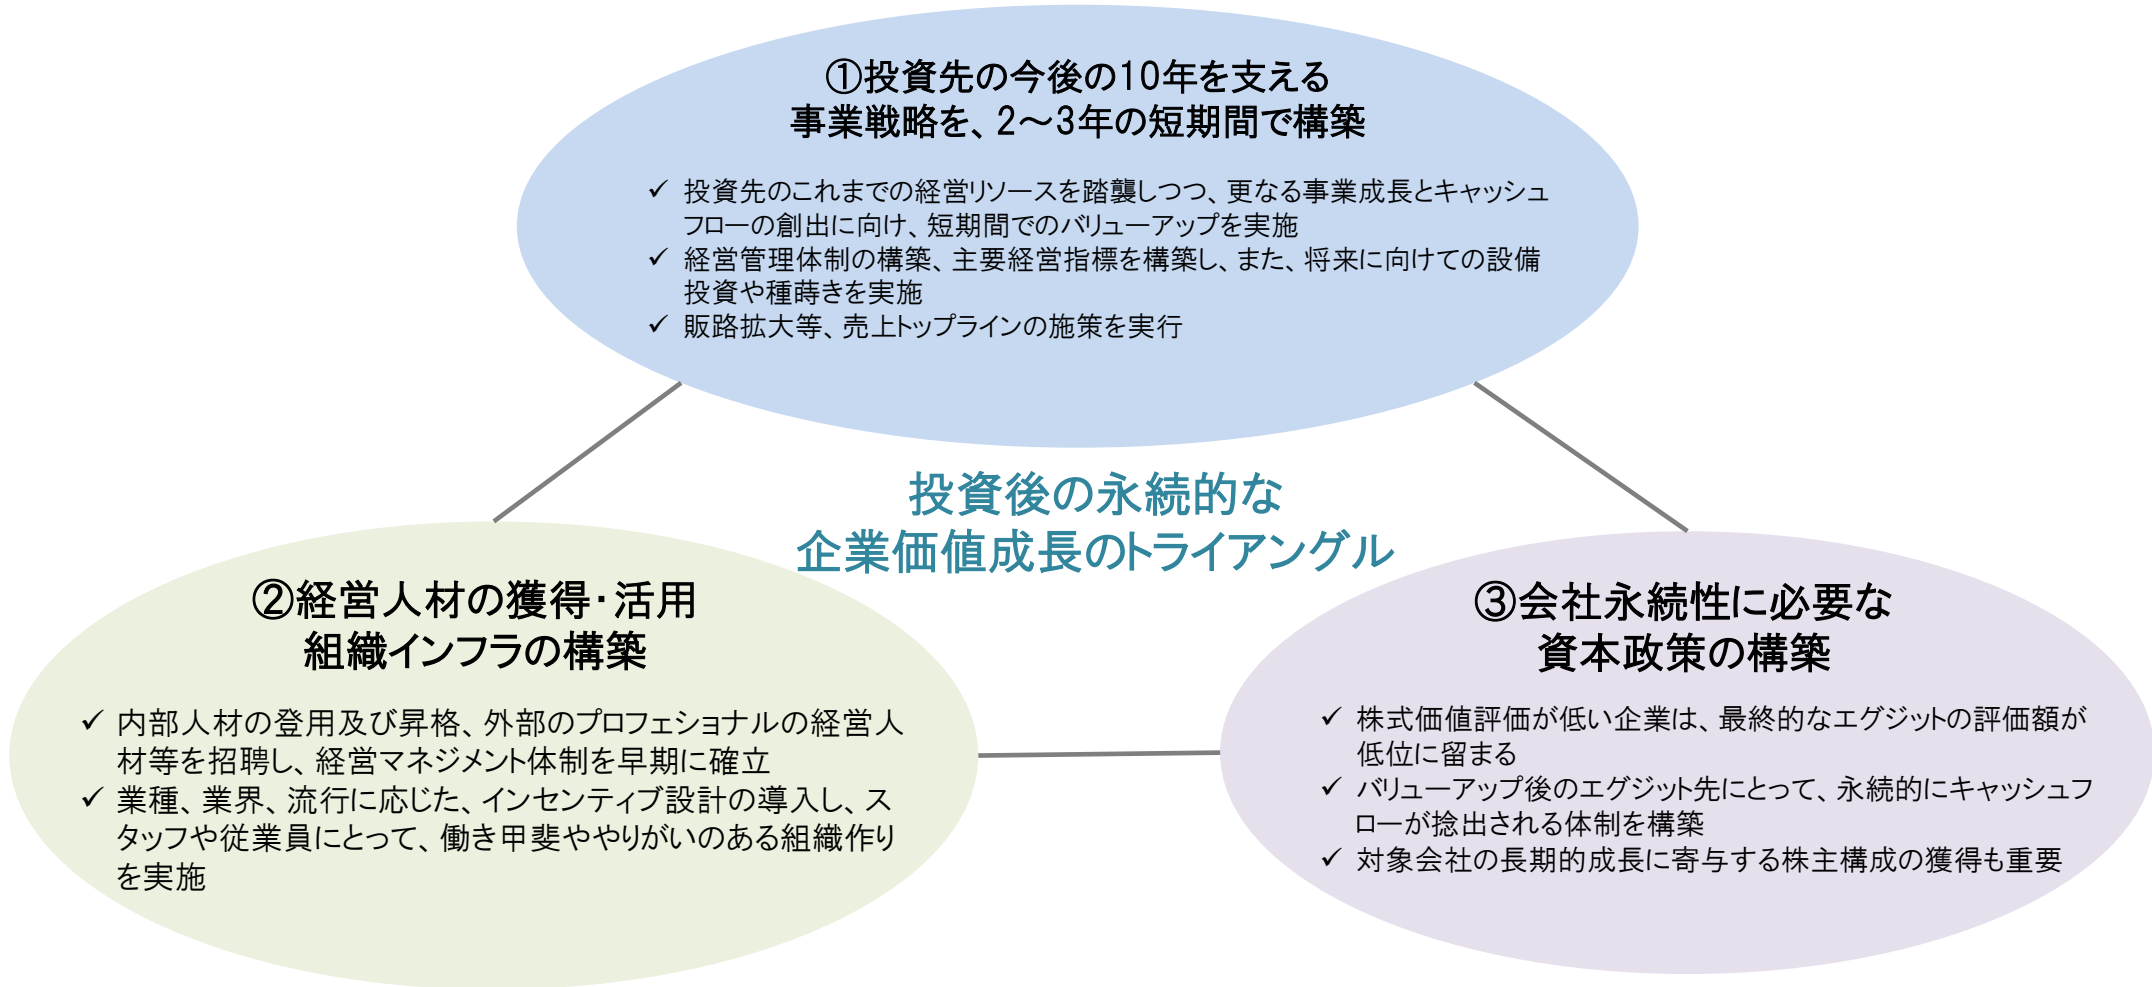 ①投資先の今後の10年を支える
事業戦略を、2～3年の短期間で構築
✓ 投資先のこれまでの経営リソースを踏襲しつつ、更なる事業成長とキャッシュ
フローの創出に向け、短期間でのバリューアップを実施
✓ 経営管理体制の構築、主要経営指標を構築し、また、将来に向けての設備
投資や種蒔きを実施
✓ 販路拡大等、売上トップラインの施策を実行
投資後の永続的な
企業価値成長のトライアングル
②経営人材の獲得・活用
組織インフラの構築
✓ 内部人材の登用及び昇格、外部のプロフェショナルの経営人
材等を招聘し、経営マネジメント体制を早期に確立
✓ 業種、業界、流行に応じた、インセンティブ設計の導入し、ス
タッフや従業員にとって、働き甲斐ややりがいのある組織作り
を実施
③会社永続性に必要な
資本政策の構築
✓ 株式価値評価が低い企業は、最終的なエグジットの評価額が
低位に留まる
✓ バリューアップ後のエグジット先にとって、永続的にキャッシュフ
ローが捻出される体制を構築
✓ 対象会社の長期的成長に寄与する株主構成の獲得も重要